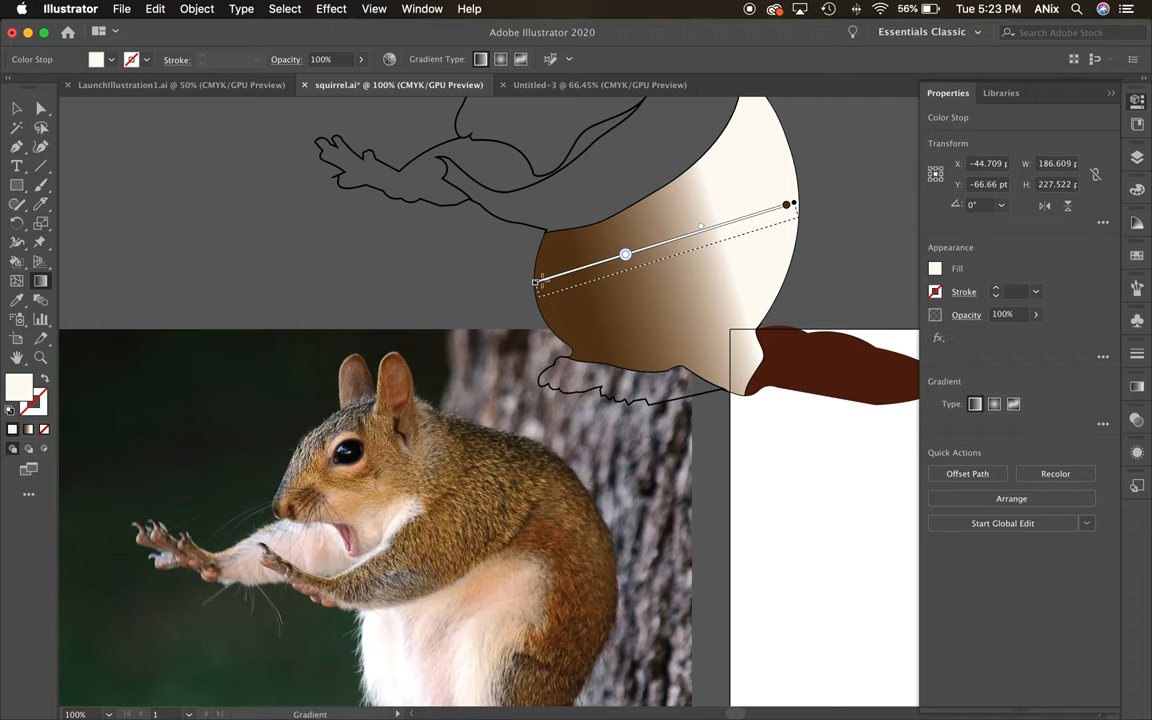 Illustrator File Edit Object Type Select Effect View Window Help 56% Tue 5:23 PM ANix
Adobe Illustrator 2020 Essentials Classic Search Adobe Stock
Color Stop Stroke: Opacity: 100% Gradient Type:
LaunchIllustration1.ai @ 50% (CMYK/GPU Preview) squirrel.ai* @ 100% (CMYK/GPU Preview) Untitled-3 @ 66.45% (CMYK/GPU Preview)
Properties Libraries
Color Stop
Transform
X: -44.709 p W: 186.609 p
Y: -66.66 pt H: 227.522 p
0°
Appearance
Fill
Stroke
Opacity 100%
fx
Gradient
Type:
Quick Actions
Offset Path Recolor
Arrange
Start Global Edit
100% 1 Gradient